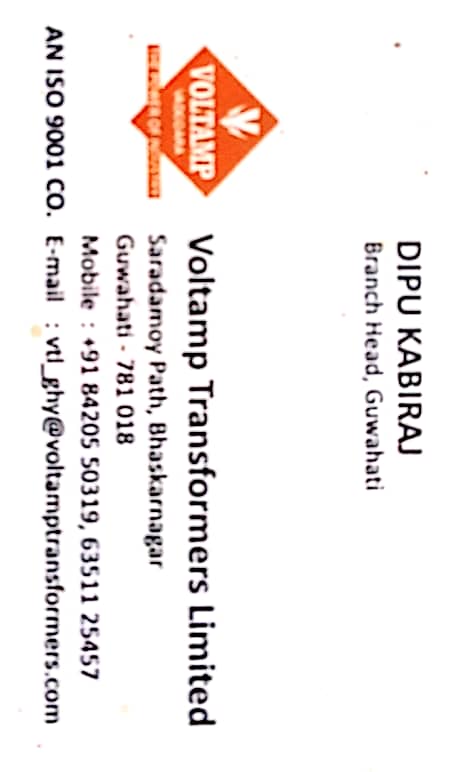 DIPU KABIRAJ
Branch Head, Guwahati
VOLTAMP
VADODARA
THE POWER OF INDUSTRY
Voltamp Transformers Limited
Saradamoy Path, Bhaskarnagar
Guwahati - 781 018
Mobile : +91 84205 50319, 63511 25457
AN ISO 9001 CO. E-mail : vtl_ghy@voltamptransformers.com